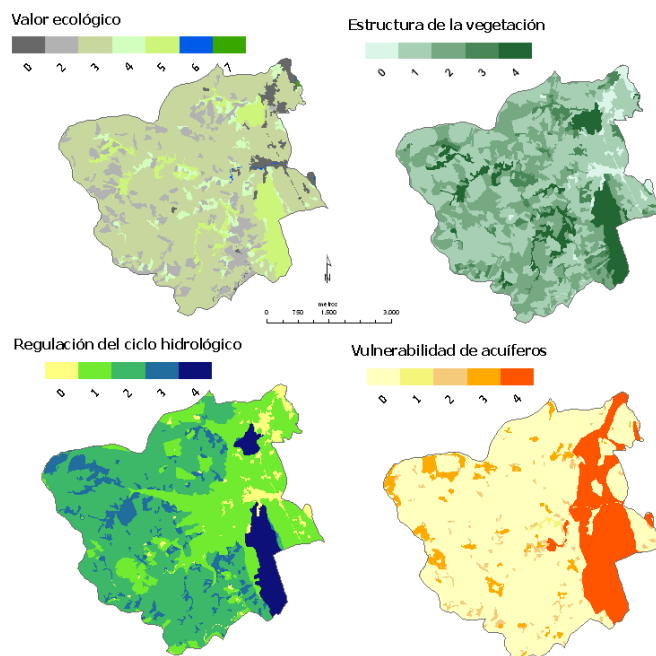 Valor ecológico
0 2 3 4 5 6 7
Estructura de la vegetación
0 1 2 3 4
metros
0 750 1.500 3.000
Regulación del ciclo hidrológico
0 1 2 3 4
Vulnerabilidad de acuíferos
0 1 2 3 4